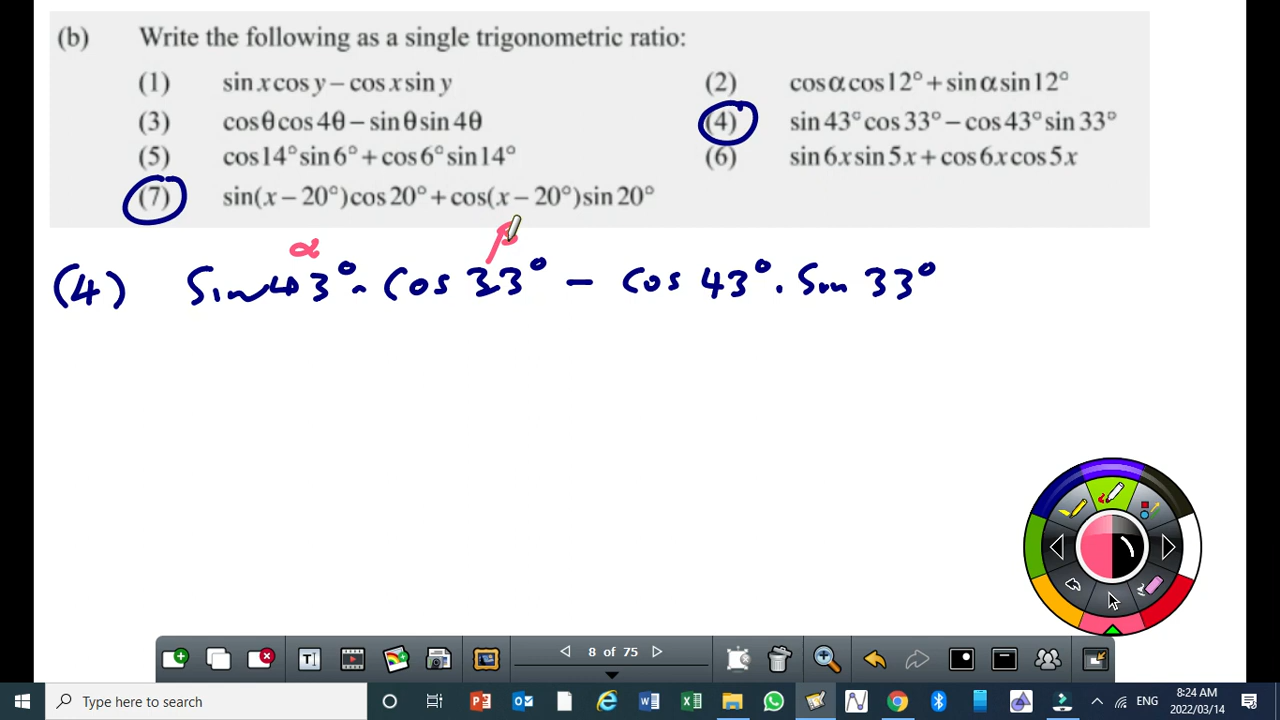 (b) Write the following as a single trigonometric ratio:
(1) sin x cos y – cos x sin y (2) cos α cos 12° + sin α sin 12°
(3) cos θ cos 4θ – sin θ sin 4θ (4) sin 43° cos 33° – cos 43° sin 33°
(5) cos 14° sin 6° + cos 6° sin 14° (6) sin 6x sin 5x + cos 6x cos 5x
(7) sin(x – 20°) cos 20° + cos(x – 20°) sin 20°
α
(4) Sin 43° . Cos 33° – Cos 43° . Sin 33°
8 of 75
Type here to search
ENG
8:24 AM
2022/03/14